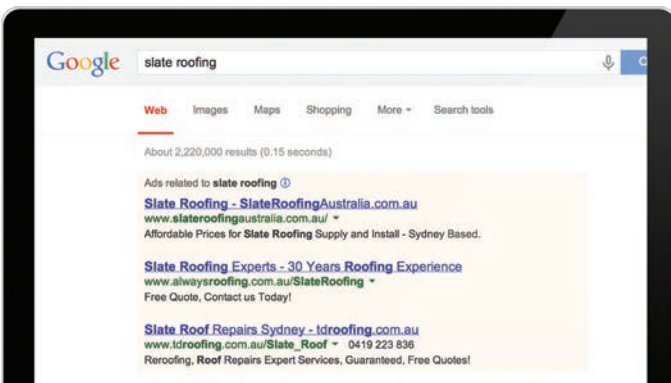 Google slate roofing
Web Images Maps Shopping More Search tools
About 2,220,000 results (0.15 seconds)
Ads related to slate roofing
Slate Roofing - SlateRoofingAustralia.com.au
www.slateroofingaustralia.com.au/
Affordable Prices for Slate Roofing Supply and Install - Sydney Based.
Slate Roofing Experts - 30 Years Roofing Experience
www.alwaysroofing.com.au/SlateRoofing
Free Quote, Contact us Today!
Slate Roof Repairs Sydney - tdroofing.com.au
www.tdroofing.com.au/Slate_Roof 0419 223 836
Reroofing, Roof Repairs Expert Services, Guaranteed, Free Quotes!